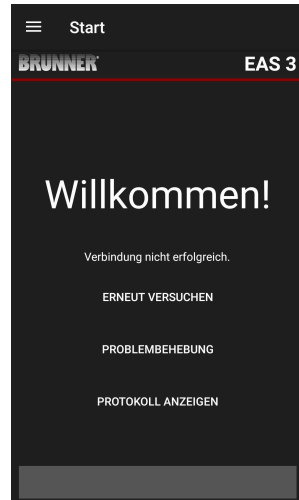 Start
BRUNNER
EAS 3
Willkommen!
Verbindung nicht erfolgreich.
ERNEUT VERSUCHEN
PROBLEMBEHEBUNG
PROTOKOLL ANZEIGEN